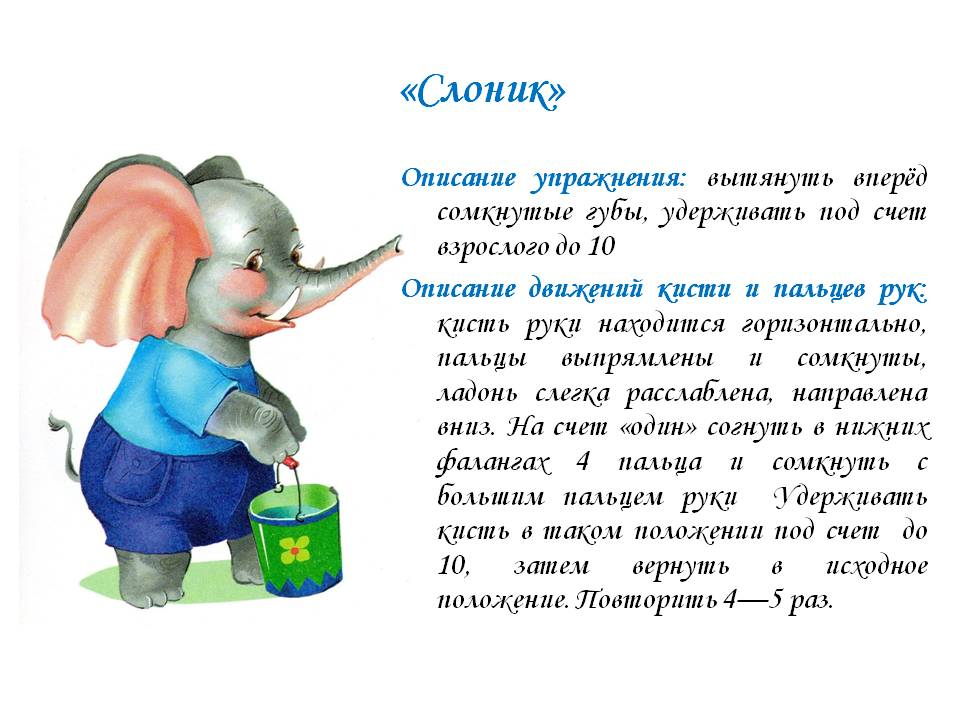 «Слоник»
Описание упражнения: вытянуть вперёд
сомкнутые губы, удерживать под счет
взрослого до 10
Описание движений кисти и пальцев рук:
кисть руки находится горизонтально,
пальцы выпрямлены и сомкнуты,
ладонь слегка расслаблена, направлена
вниз. На счет «один» согнуть в нижних
фалангах 4 пальца и сомкнуть с
большим пальцем руки Удерживать
кисть в таком положении под счет до
10, затем вернуть в исходное
положение. Повторить 4—5 раз.